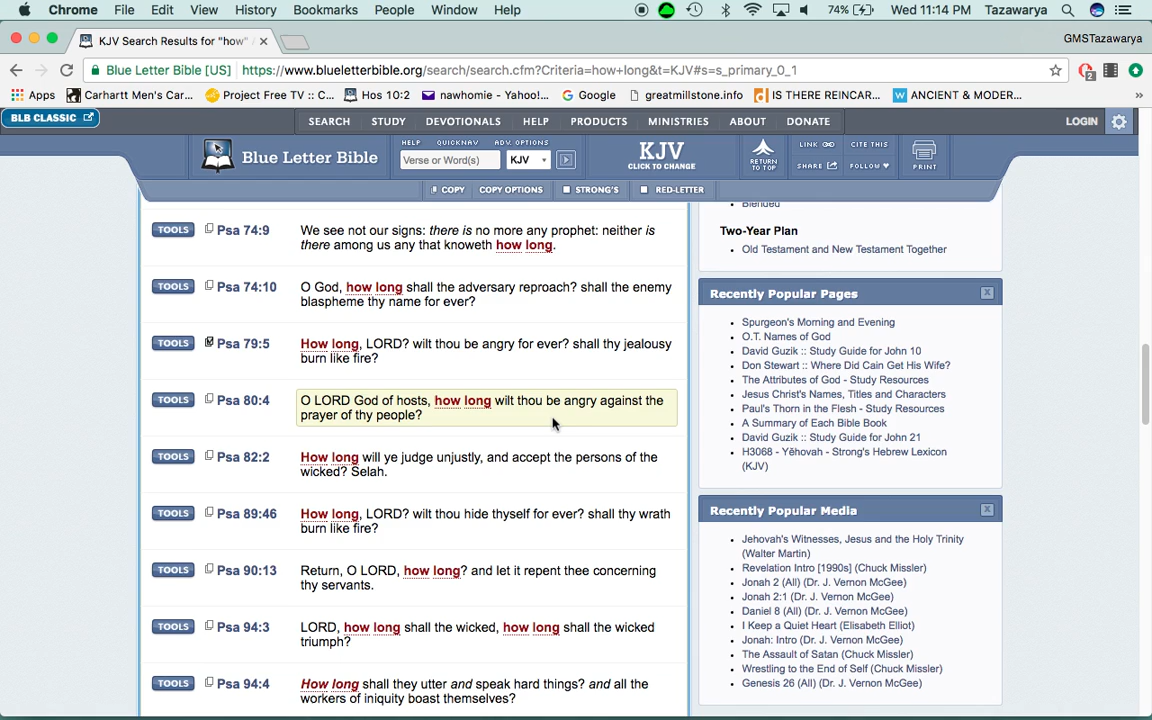 Chrome File Edit View History Bookmarks People Window Help 74% Wed 11:14 PM Tazawarya
KJV Search Results for "how" GMSTazawarya
Blue Letter Bible [US] https://www.blueletterbible.org/search/search.cfm?Criteria=how+long&t=KJV#s=s_primary_0_1 2
Apps Carhartt Men's Car... Project Free TV :: C... Hos 10:2 nawhomie - Yahoo!... Google greatmillstone.info IS THERE REINCAR... ANCIENT & MODER... »
BLB CLASSIC SEARCH STUDY DEVOTIONALS HELP PRODUCTS MINISTRIES ABOUT DONATE LOGIN
HELP QUICKNAV ADV. OPTIONS
Blue Letter Bible Verse or Word(s) KJV
KJV
CLICK TO CHANGE
RETURN
TO TOP
LINK CITE THIS
SHARE FOLLOW
PRINT
COPY COPY OPTIONS STRONG'S RED-LETTER
TOOLS Psa 74:9 We see not our signs: there is no more any prophet: neither is
there among us any that knoweth how long.
TOOLS Psa 74:10 O God, how long shall the adversary reproach? shall the enemy
blaspheme thy name for ever?
TOOLS Psa 79:5 How long, LORD? wilt thou be angry for ever? shall thy jealousy
burn like fire?
TOOLS Psa 80:4 O LORD God of hosts, how long wilt thou be angry against the
prayer of thy people?
TOOLS Psa 82:2 How long will ye judge unjustly, and accept the persons of the
wicked? Selah.
TOOLS Psa 89:46 How long, LORD? wilt thou hide thyself for ever? shall thy wrath
burn like fire?
TOOLS Psa 90:13 Return, O LORD, how long? and let it repent thee concerning
thy servants.
TOOLS Psa 94:3 LORD, how long shall the wicked, how long shall the wicked
triumph?
TOOLS Psa 94:4 How long shall they utter and speak hard things? and all the
workers of iniquity boast themselves?
Blended
Two-Year Plan
Old Testament and New Testament Together
Recently Popular Pages
Spurgeon's Morning and Evening
O.T. Names of God
David Guzik :: Study Guide for John 10
Don Stewart :: Where Did Cain Get His Wife?
The Attributes of God - Study Resources
Jesus Christ's Names, Titles and Characters
Paul's Thorn in the Flesh - Study Resources
A Summary of Each Bible Book
David Guzik :: Study Guide for John 21
H3068 - Yĕhovah - Strong's Hebrew Lexicon
(KJV)
Recently Popular Media
Jehovah's Witnesses, Jesus and the Holy Trinity
(Walter Martin)
Revelation Intro [1990s] (Chuck Missler)
Jonah 2 (All) (Dr. J. Vernon McGee)
Jonah 2:1 (Dr. J. Vernon McGee)
Daniel 8 (All) (Dr. J. Vernon McGee)
I Keep a Quiet Heart (Elisabeth Elliot)
Jonah: Intro (Dr. J. Vernon McGee)
The Assault of Satan (Chuck Missler)
Wrestling to the End of Self (Chuck Missler)
Genesis 26 (All) (Dr. J. Vernon McGee)